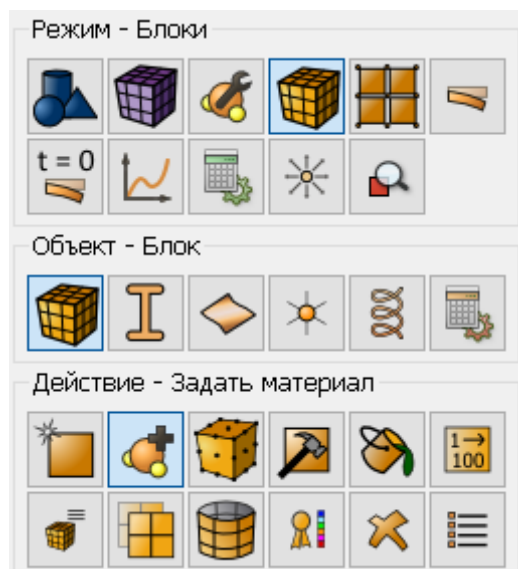 Режим - Блоки
t = 0
Объект - Блок
Действие - Задать материал
1→
100